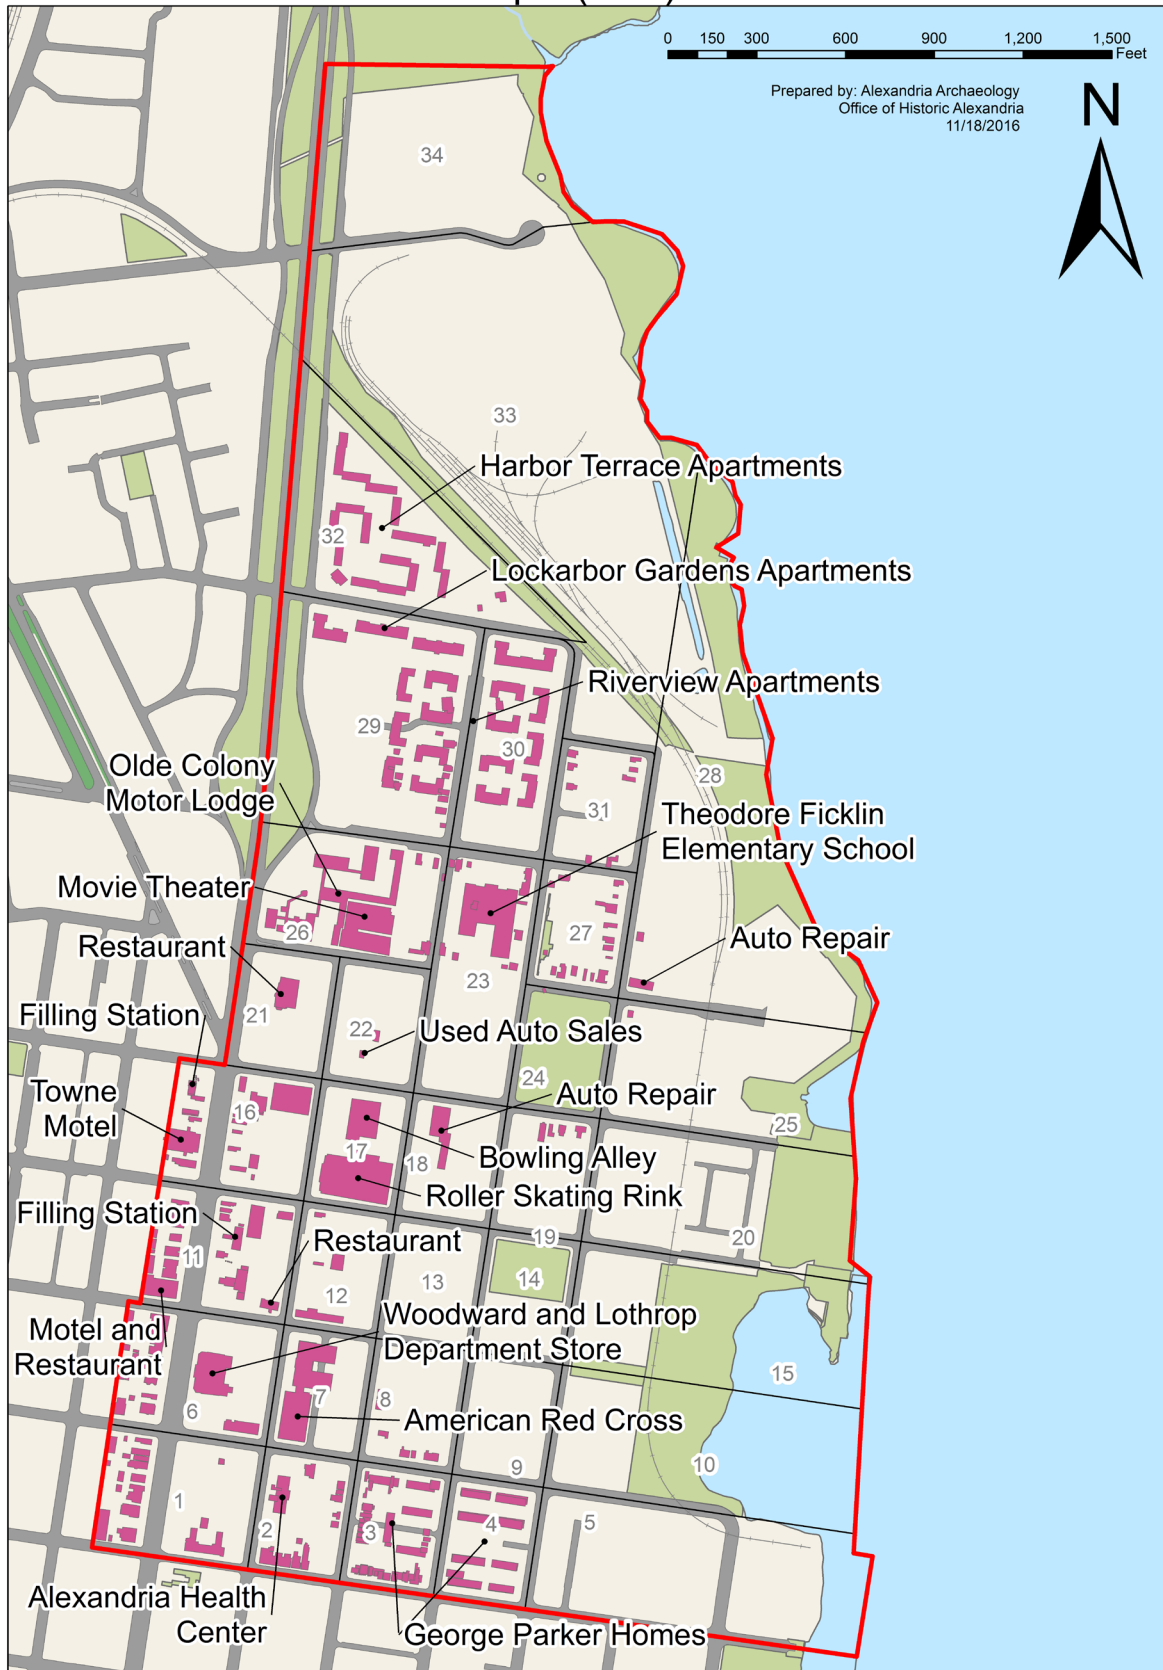 0 150 300 600 900 1,200 1,500
Feet
Prepared by: Alexandria Archaeology
Office of Historic Alexandria
11/18/2016
N
34
33
Harbor Terrace Apartments
32
Lockarbor Gardens Apartments
Riverview Apartments
29
30
28
31
Olde Colony
Motor Lodge
Theodore Ficklin
Elementary School
Movie Theater
26
27
Restaurant
Auto Repair
23
21
22
Filling Station
Used Auto Sales
24
Towne
Motel
Auto Repair
16
25
17
18
Bowling Alley
Roller Skating Rink
Filling Station
Restaurant
11
19
20
12
13
14
Motel and
Restaurant
Woodward and Lothrop
Department Store
15
6
7
8
American Red Cross
9
10
1
2
3
4
5
Alexandria Health
Center
George Parker Homes